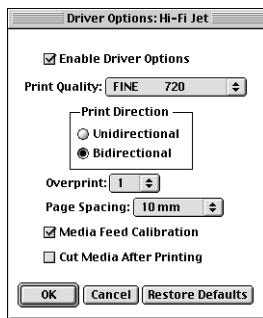 Driver Options: Hi-Fi Jet
Enable Driver Options
Print Quality: FINE 720
Print Direction
Unidirectional
Bidirectional
Overprint: 1
Page Spacing: 10 mm
Media Feed Calibration
Cut Media After Printing
OK Cancel Restore Defaults